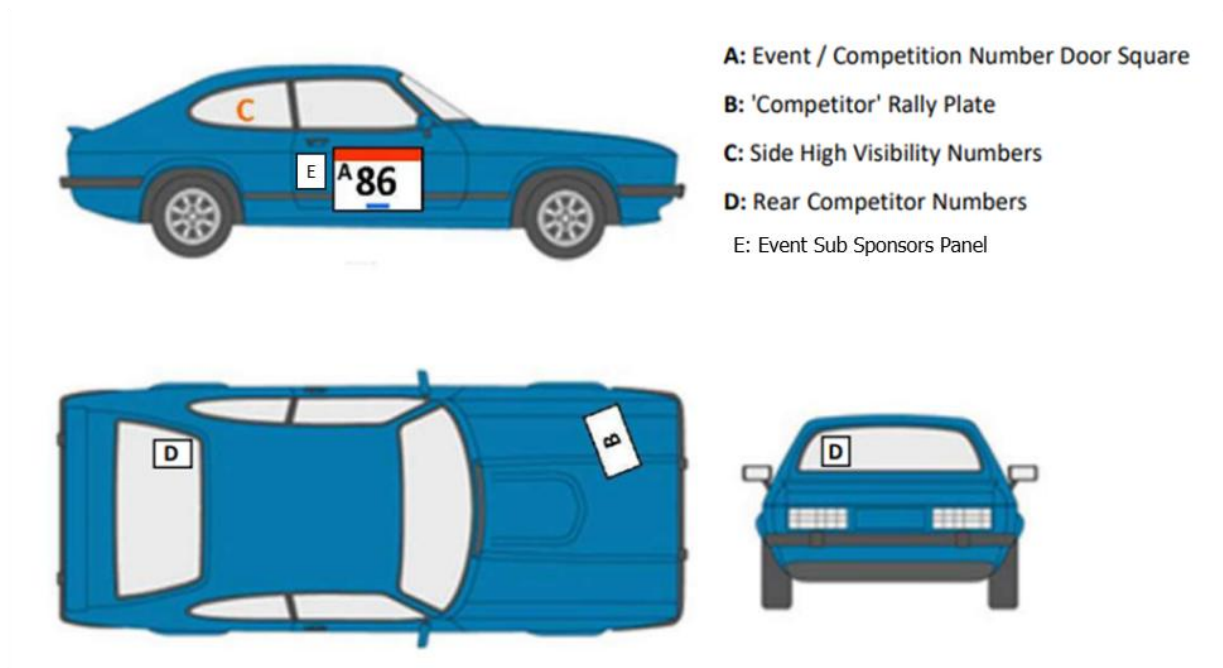 A: Event / Competition Number Door Square
B: 'Competitor' Rally Plate
C: Side High Visibility Numbers
D: Rear Competitor Numbers
E: Event Sub Sponsors Panel
C
E
A 86
D
B
D